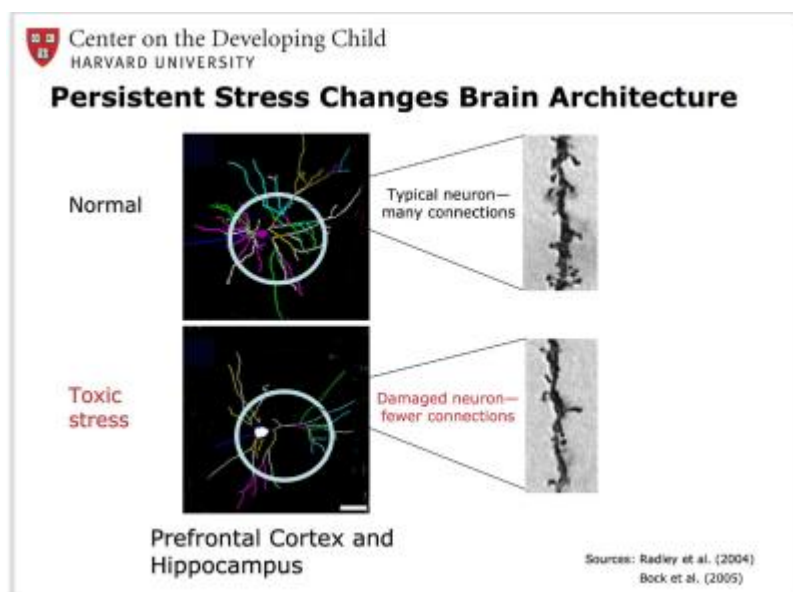 Center on the Developing Child
HARVARD UNIVERSITY
Persistent Stress Changes Brain Architecture
Normal
Typical neuron—
many connections
Toxic
stress
Damaged neuron—
fewer connections
Prefrontal Cortex and
Hippocampus
Sources: Radley et al. (2004)
Bock et al. (2005)